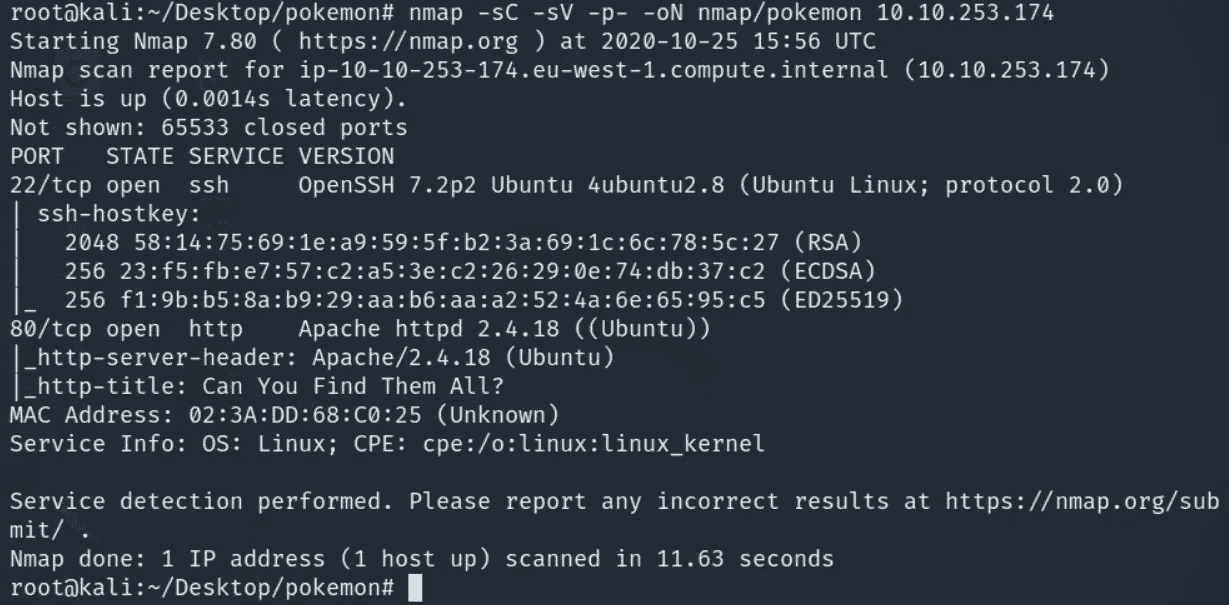 root@kali:~/Desktop/pokemon# nmap -sC -sV -p- -oN nmap/pokemon 10.10.253.174
Starting Nmap 7.80 ( https://nmap.org ) at 2020-10-25 15:56 UTC
Nmap scan report for ip-10-10-253-174.eu-west-1.compute.internal (10.10.253.174)
Host is up (0.0014s latency).
Not shown: 65533 closed ports
PORT   STATE SERVICE VERSION
22/tcp open  ssh     OpenSSH 7.2p2 Ubuntu 4ubuntu2.8 (Ubuntu Linux; protocol 2.0)
| ssh-hostkey:
|   2048 58:14:75:69:1e:a9:59:5f:b2:3a:69:1c:6c:78:5c:27 (RSA)
|   256 23:f5:fb:e7:57:c2:a5:3e:c2:26:29:0e:74:db:37:c2 (ECDSA)
|_  256 f1:9b:b5:8a:b9:29:aa:b6:aa:a2:52:4a:6e:65:95:c5 (ED25519)
80/tcp open  http    Apache httpd 2.4.18 ((Ubuntu))
|_http-server-header: Apache/2.4.18 (Ubuntu)
|_http-title: Can You Find Them All?
MAC Address: 02:3A:DD:68:C0:25 (Unknown)
Service Info: OS: Linux; CPE: cpe:/o:linux:linux_kernel

Service detection performed. Please report any incorrect results at https://nmap.org/sub
mit/ .
Nmap done: 1 IP address (1 host up) scanned in 11.63 seconds
root@kali:~/Desktop/pokemon#